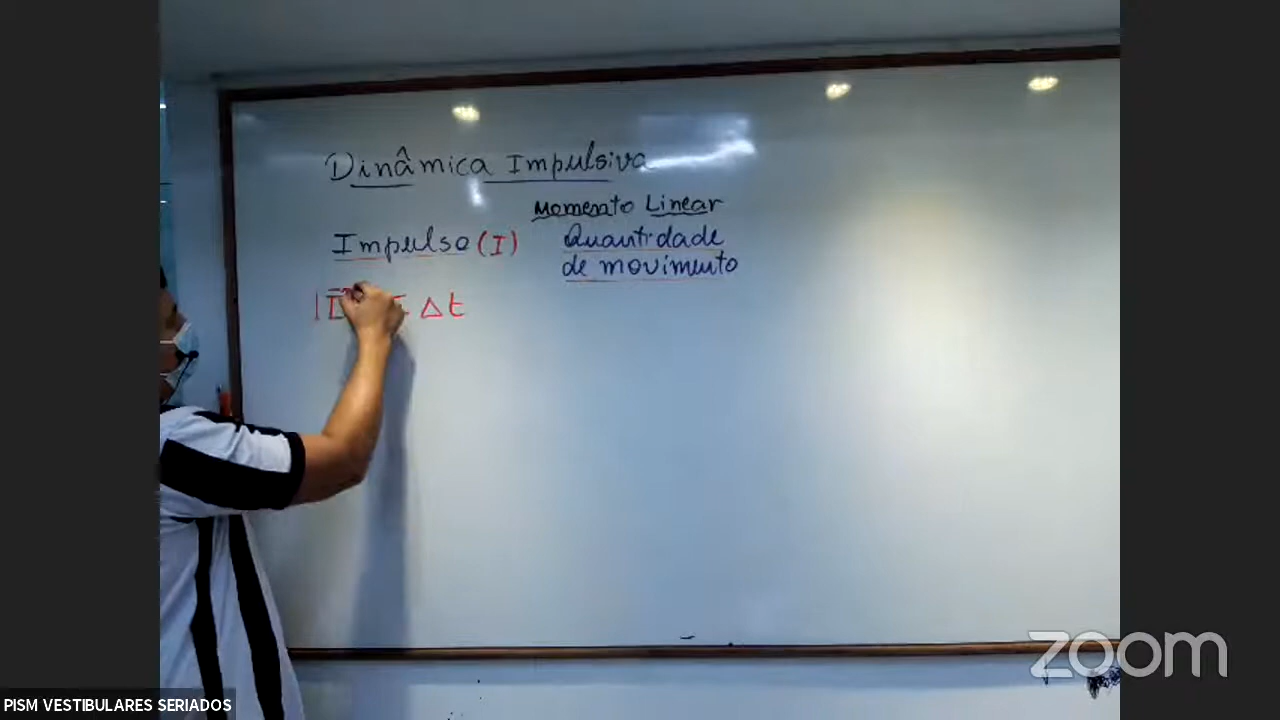 Dinâmica Impulsiva
Momento Linear
Impulso (I)
Quantidade
de movimento
Δt
zoom
PISM VESTIBULARES SERIADOS